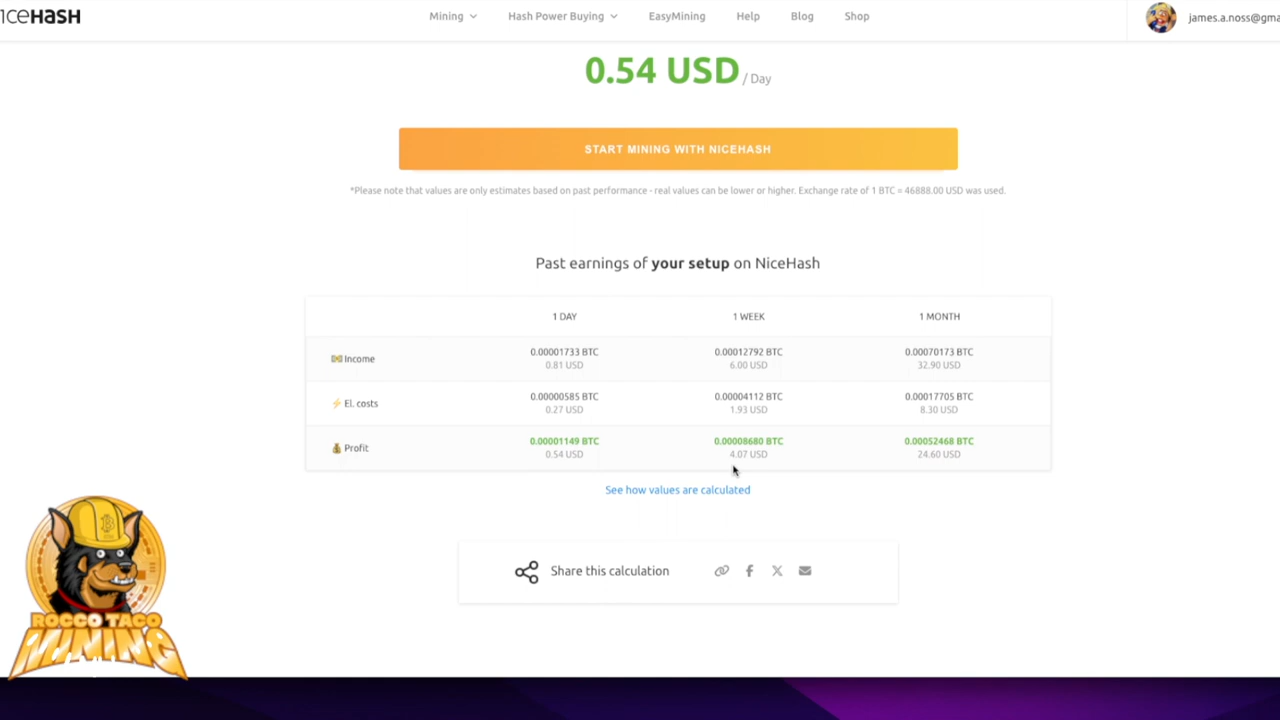 iceHasH
Mining
Hash Power Buying
EasyMining
Help
Blog
Shop
james.a.noss@gma
0.54 USD / Day
START MINING WITH NICEHASH
*Please note that values are only estimates based on past performance - real values can be lower or higher. Exchange rate of 1 BTC = 46888.00 USD was used.
Past earnings of your setup on NiceHash
1 DAY 1 WEEK 1 MONTH
Income 0.00001733 BTC 0.00012792 BTC 0.00070173 BTC
0.81 USD 6.00 USD 32.90 USD
El. costs 0.00000585 BTC 0.00004112 BTC 0.00017705 BTC
0.27 USD 1.93 USD 8.30 USD
Profit 0.00001149 BTC 0.00008680 BTC 0.00052468 BTC
0.54 USD 4.07 USD 24.60 USD
See how values are calculated
Share this calculation
ROCCO TACO
MINING